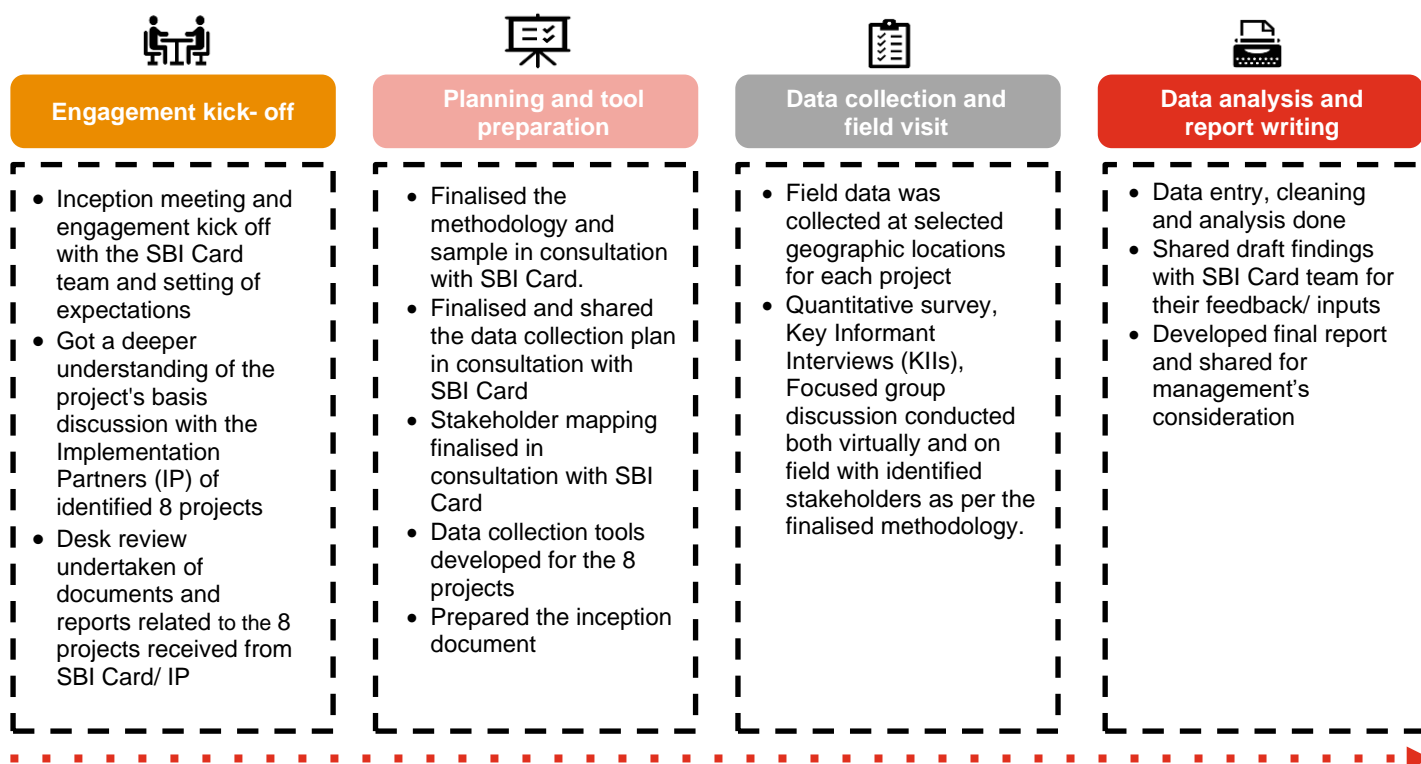 Engagement kick- off
Inception meeting and
engagement kick off
with the SBI Card
team and setting of
expectations
Got a deeper
understanding of the
project's basis
discussion with the
Implementation
Partners (IP) of
identified 8 projects
Desk review
undertaken of
documents and
reports related to the 8
projects received from
SBI Card/ IP
Planning and tool
preparation
Finalised the
methodology and
sample in consultation
with SBI Card.
Finalised and shared
the data collection plan
in consultation with
SBI Card
Stakeholder mapping
finalised in
consultation with SBI
Card
Data collection tools
developed for the 8
projects
Prepared the inception
document
Data collection and
field visit
Field data was
collected at selected
geographic locations
for each project
Quantitative survey,
Key Informant
Interviews (KIIs),
Focused group
discussion conducted
both virtually and on
field with identified
stakeholders as per the
finalised methodology.
Data analysis and
report writing
Data entry, cleaning
and analysis done
Shared draft findings
with SBI Card team for
their feedback/ inputs
Developed final report
and shared for
management’s
consideration